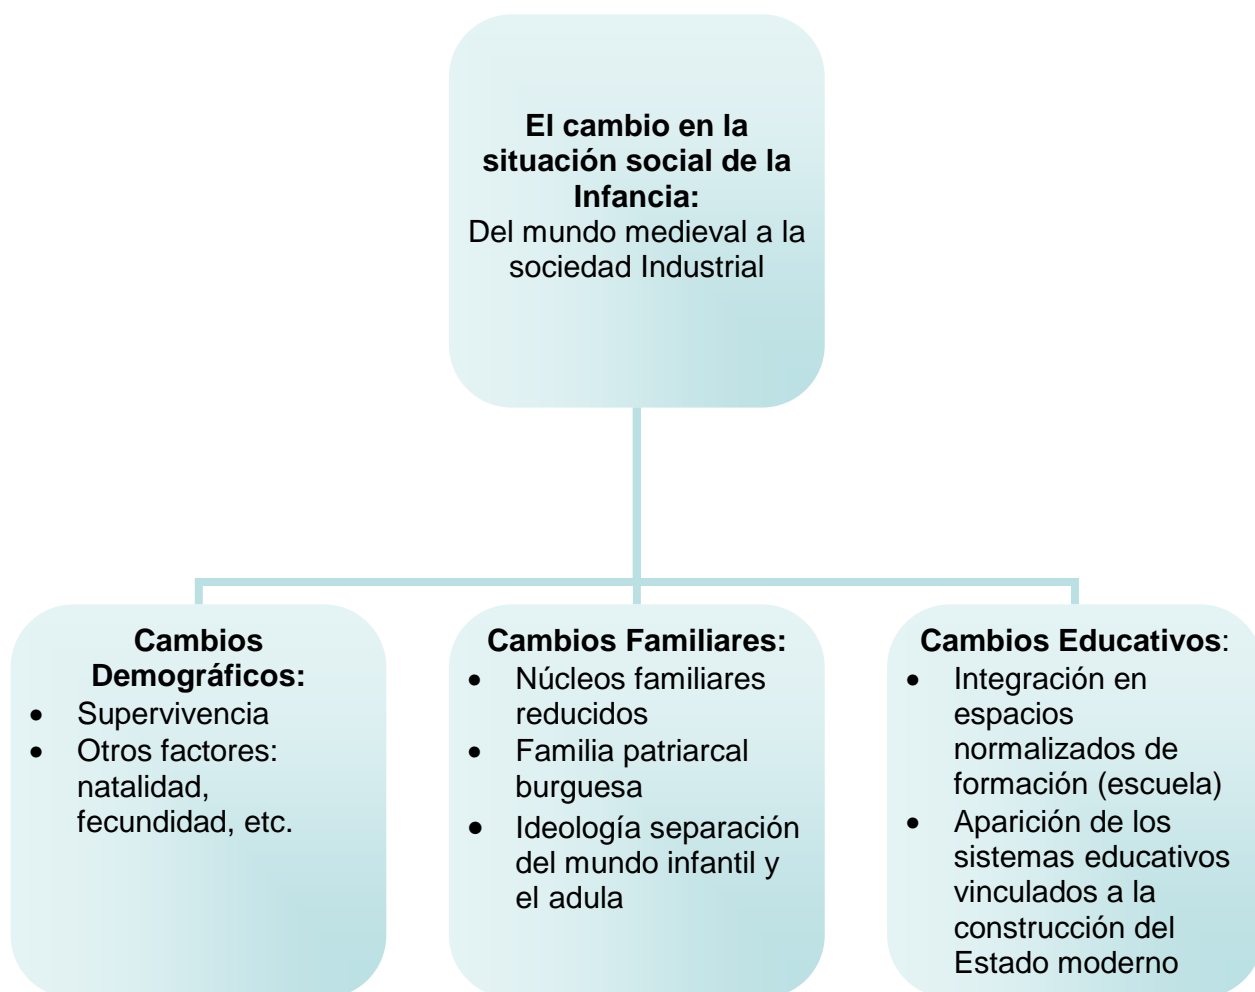 El cambio en la
situación social de la
Infancia:
Del mundo medieval a la
sociedad Industrial
Cambios
Demográficos:
• Supervivencia
• Otros factores:
natalidad,
fecundidad, etc.
Cambios Familiares:
• Núcleos familiares
reducidos
• Familia patriarcal
burguesa
• Ideología separación
del mundo infantil y
el adula
Cambios Educativos:
• Integración en
espacios
normalizados de
formación (escuela)
• Aparición de los
sistemas educativos
vinculados a la
construcción del
Estado moderno